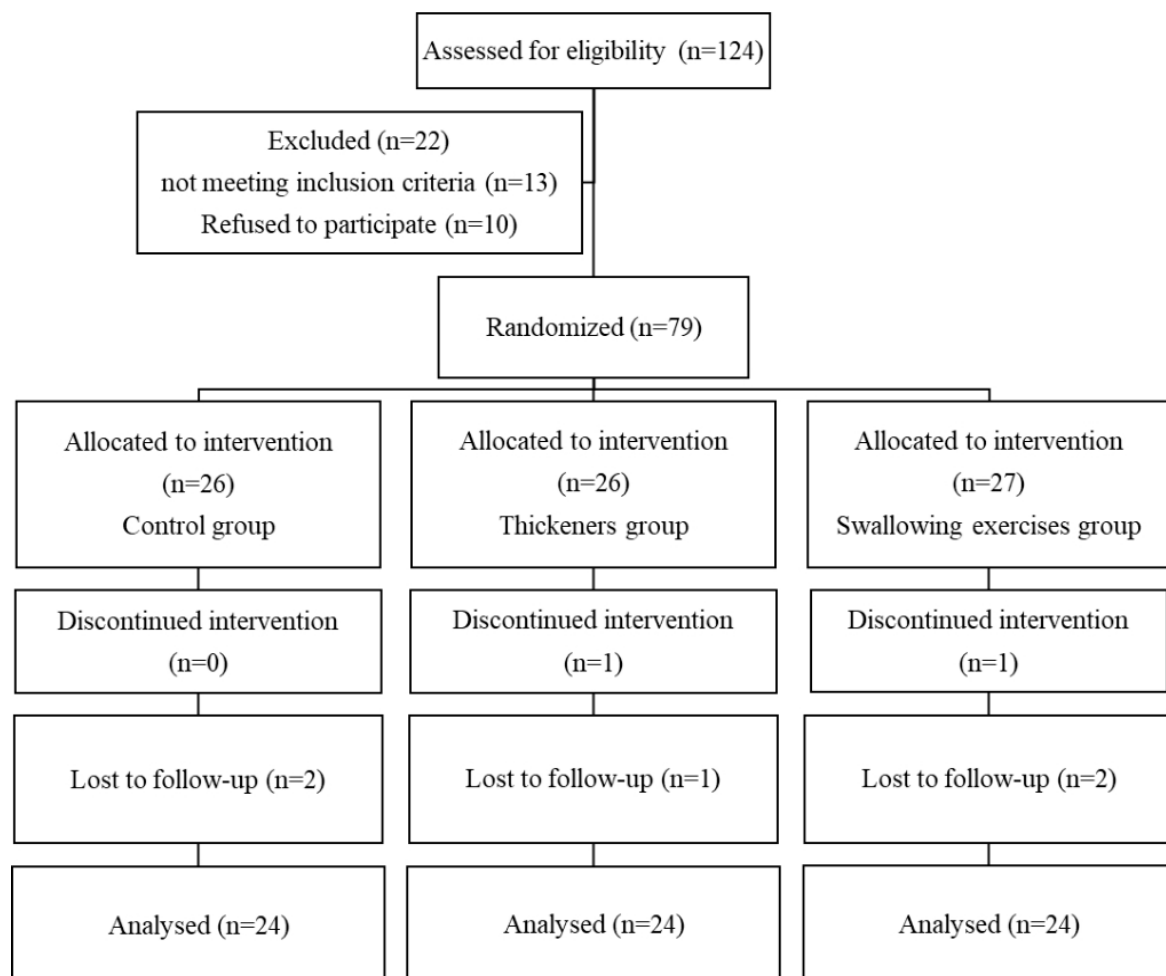 Assessed for eligibility (n=124)
Excluded (n=22)
not meeting inclusion criteria (n=13)
Refused to participate (n=10)
Randomized (n=79)
Allocated to intervention
(n=26)
Control group
Allocated to intervention
(n=26)
Thickeners group
Allocated to intervention
(n=27)
Swallowing exercises group
Discontinued intervention
(n=0)
Discontinued intervention
(n=1)
Discontinued intervention
(n=1)
Lost to follow-up (n=2)
Lost to follow-up (n=1)
Lost to follow-up (n=2)
Analysed (n=24)
Analysed (n=24)
Analysed (n=24)